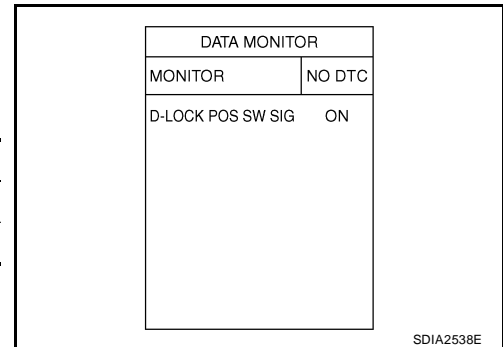 DATA MONITOR
MONITOR NO DTC
D-LOCK POS SW SIG ON
SDIA2538E